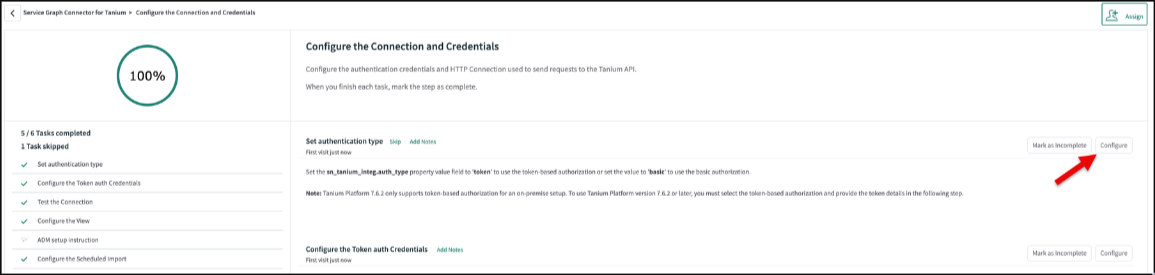 Service Graph Connector for Tanium > Configure the Connection and Credentials
Assign
100%
5 / 6 Tasks completed
1 Task skipped
Set authentication type
Configure the Token auth Credentials
Test the Connection
Configure the View
ADM setup instruction
Configure the Scheduled Import
Configure the Connection and Credentials
Configure the authentication credentials and HTTP Connection used to send requests to the Tanium API.
When you finish each task, mark the step as complete.
Set authentication type Skip Add Notes
First visit just now
Mark as Incomplete Configure
Set the sn_tanium_integ.auth_type property value field to 'token' to use the token-based authorization or set the value to 'basic' to use the basic authorization.
Note: Tanium Platform 7.6.2 only supports token-based authorization for an on-premise setup. To use Tanium Platform version 7.6.2 or later, you must select the token-based authorization and provide the token details in the following step.
Configure the Token auth Credentials Add Notes
First visit just now
Mark as Incomplete Configure